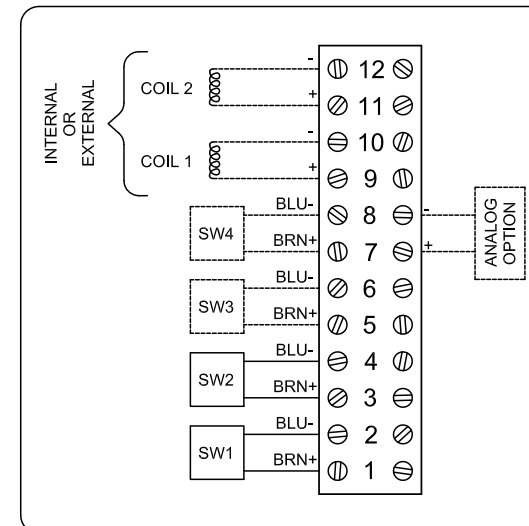 INTERNAL
OR
EXTERNAL
COIL 2
-
+
COIL 1
-
+
SW4
BLU-
BRN+
SW3
BLU-
BRN+
SW2
BLU-
BRN+
SW1
BLU-
BRN+
12
11
10
9
8
7
6
5
4
3
2
1
-
+
ANALOG
OPTION